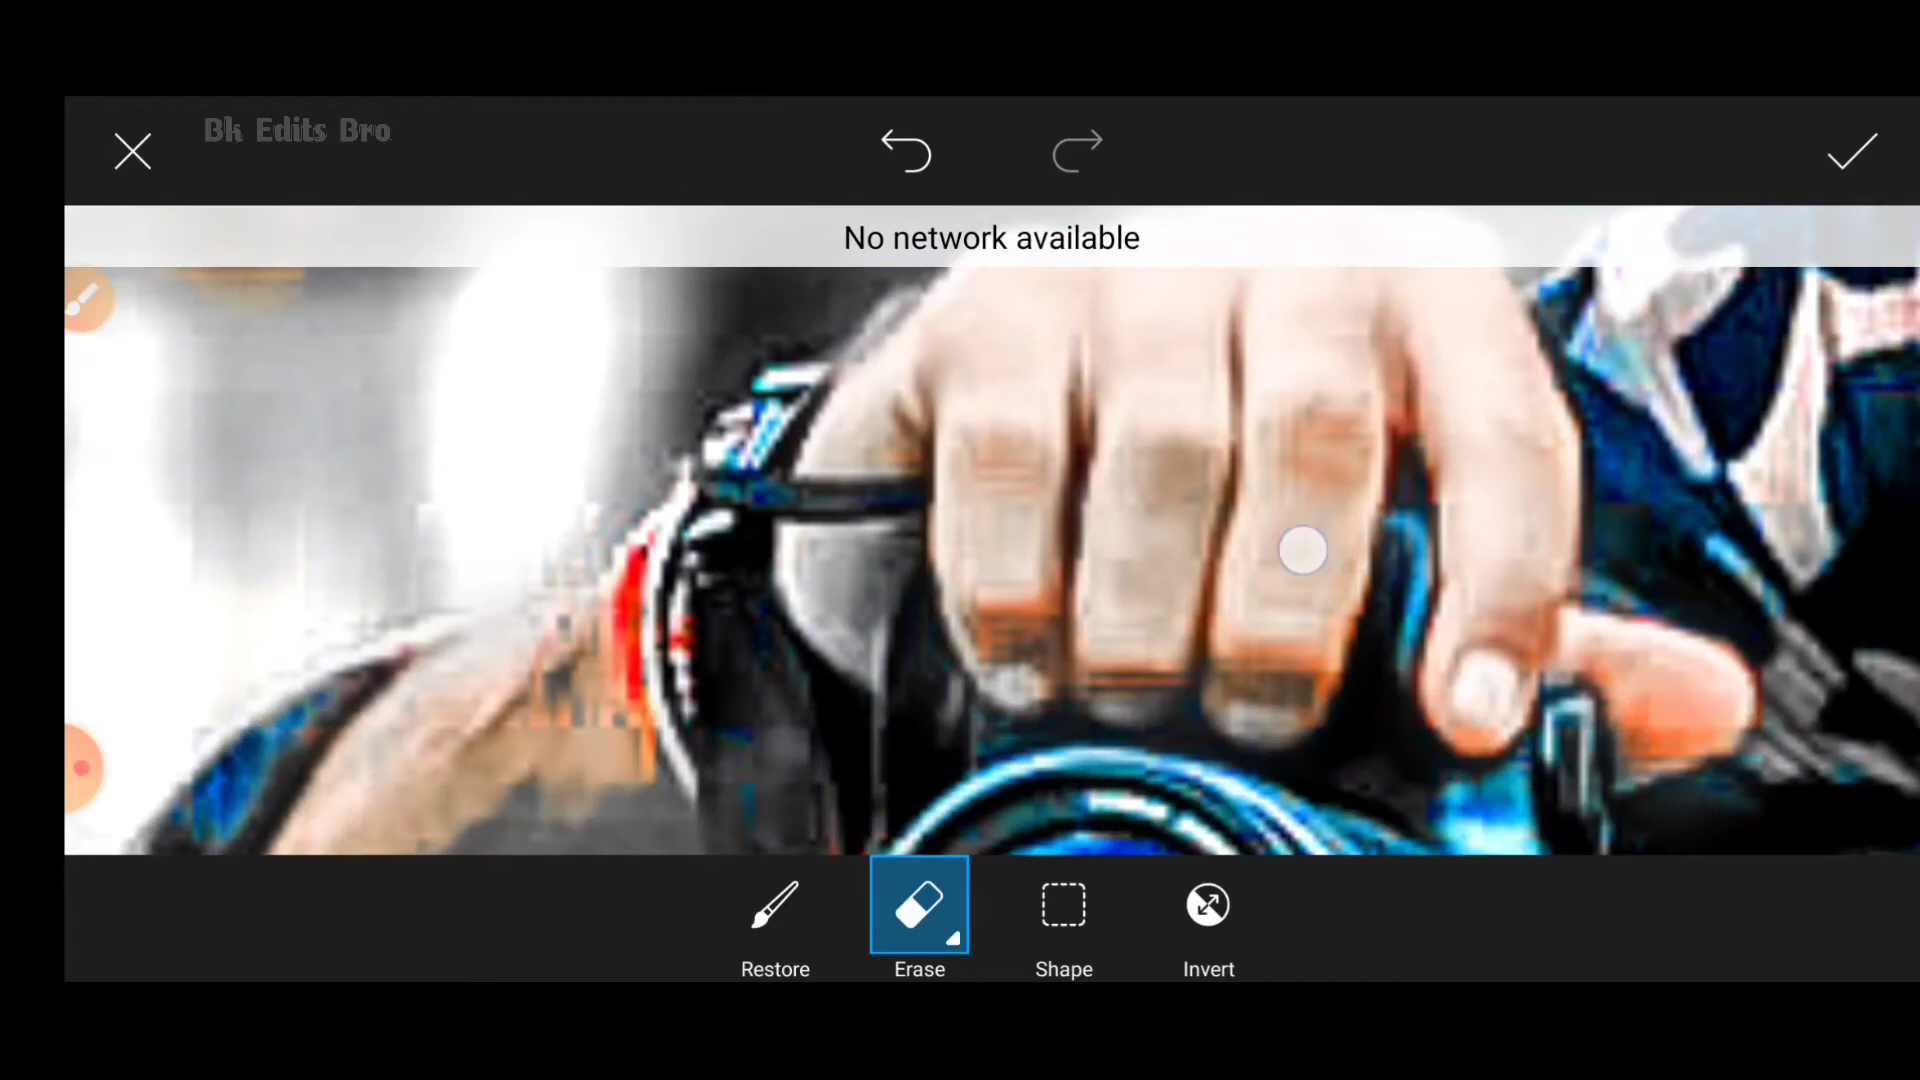 Bk Edits Bro
No network available
Restore
Erase
Shape
Invert